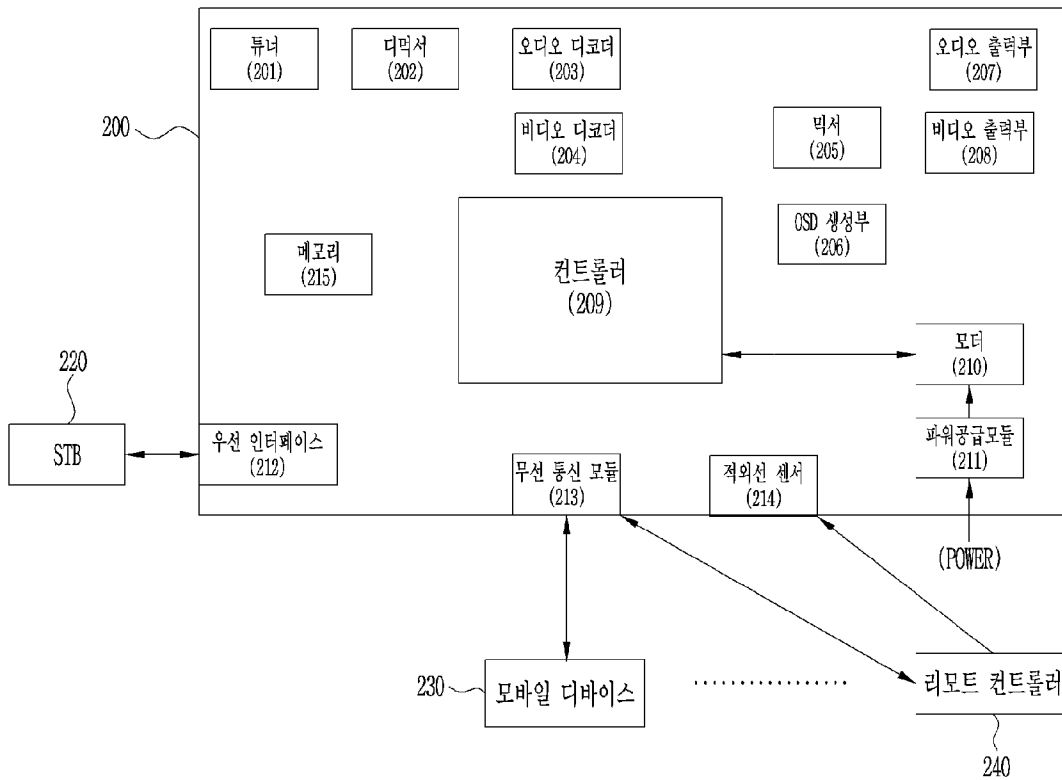 튜너
(201)
디먹서
(202)
오디오 디코더
(203)
오디오 출력부
(207)
200
비디오 디코더
(204)
믹서
(205)
비디오 출력부
(208)
OSD 생성부
(206)
메모리
(215)
컨트롤러
(209)
모터
(210)
220
STB
유선 인터페이스
(212)
파워공급모듈
(211)
무선 통신 모듈
(213)
적외선 센서
(214)
(POWER)
230
모바일 디바이스
리모트 컨트롤러
240